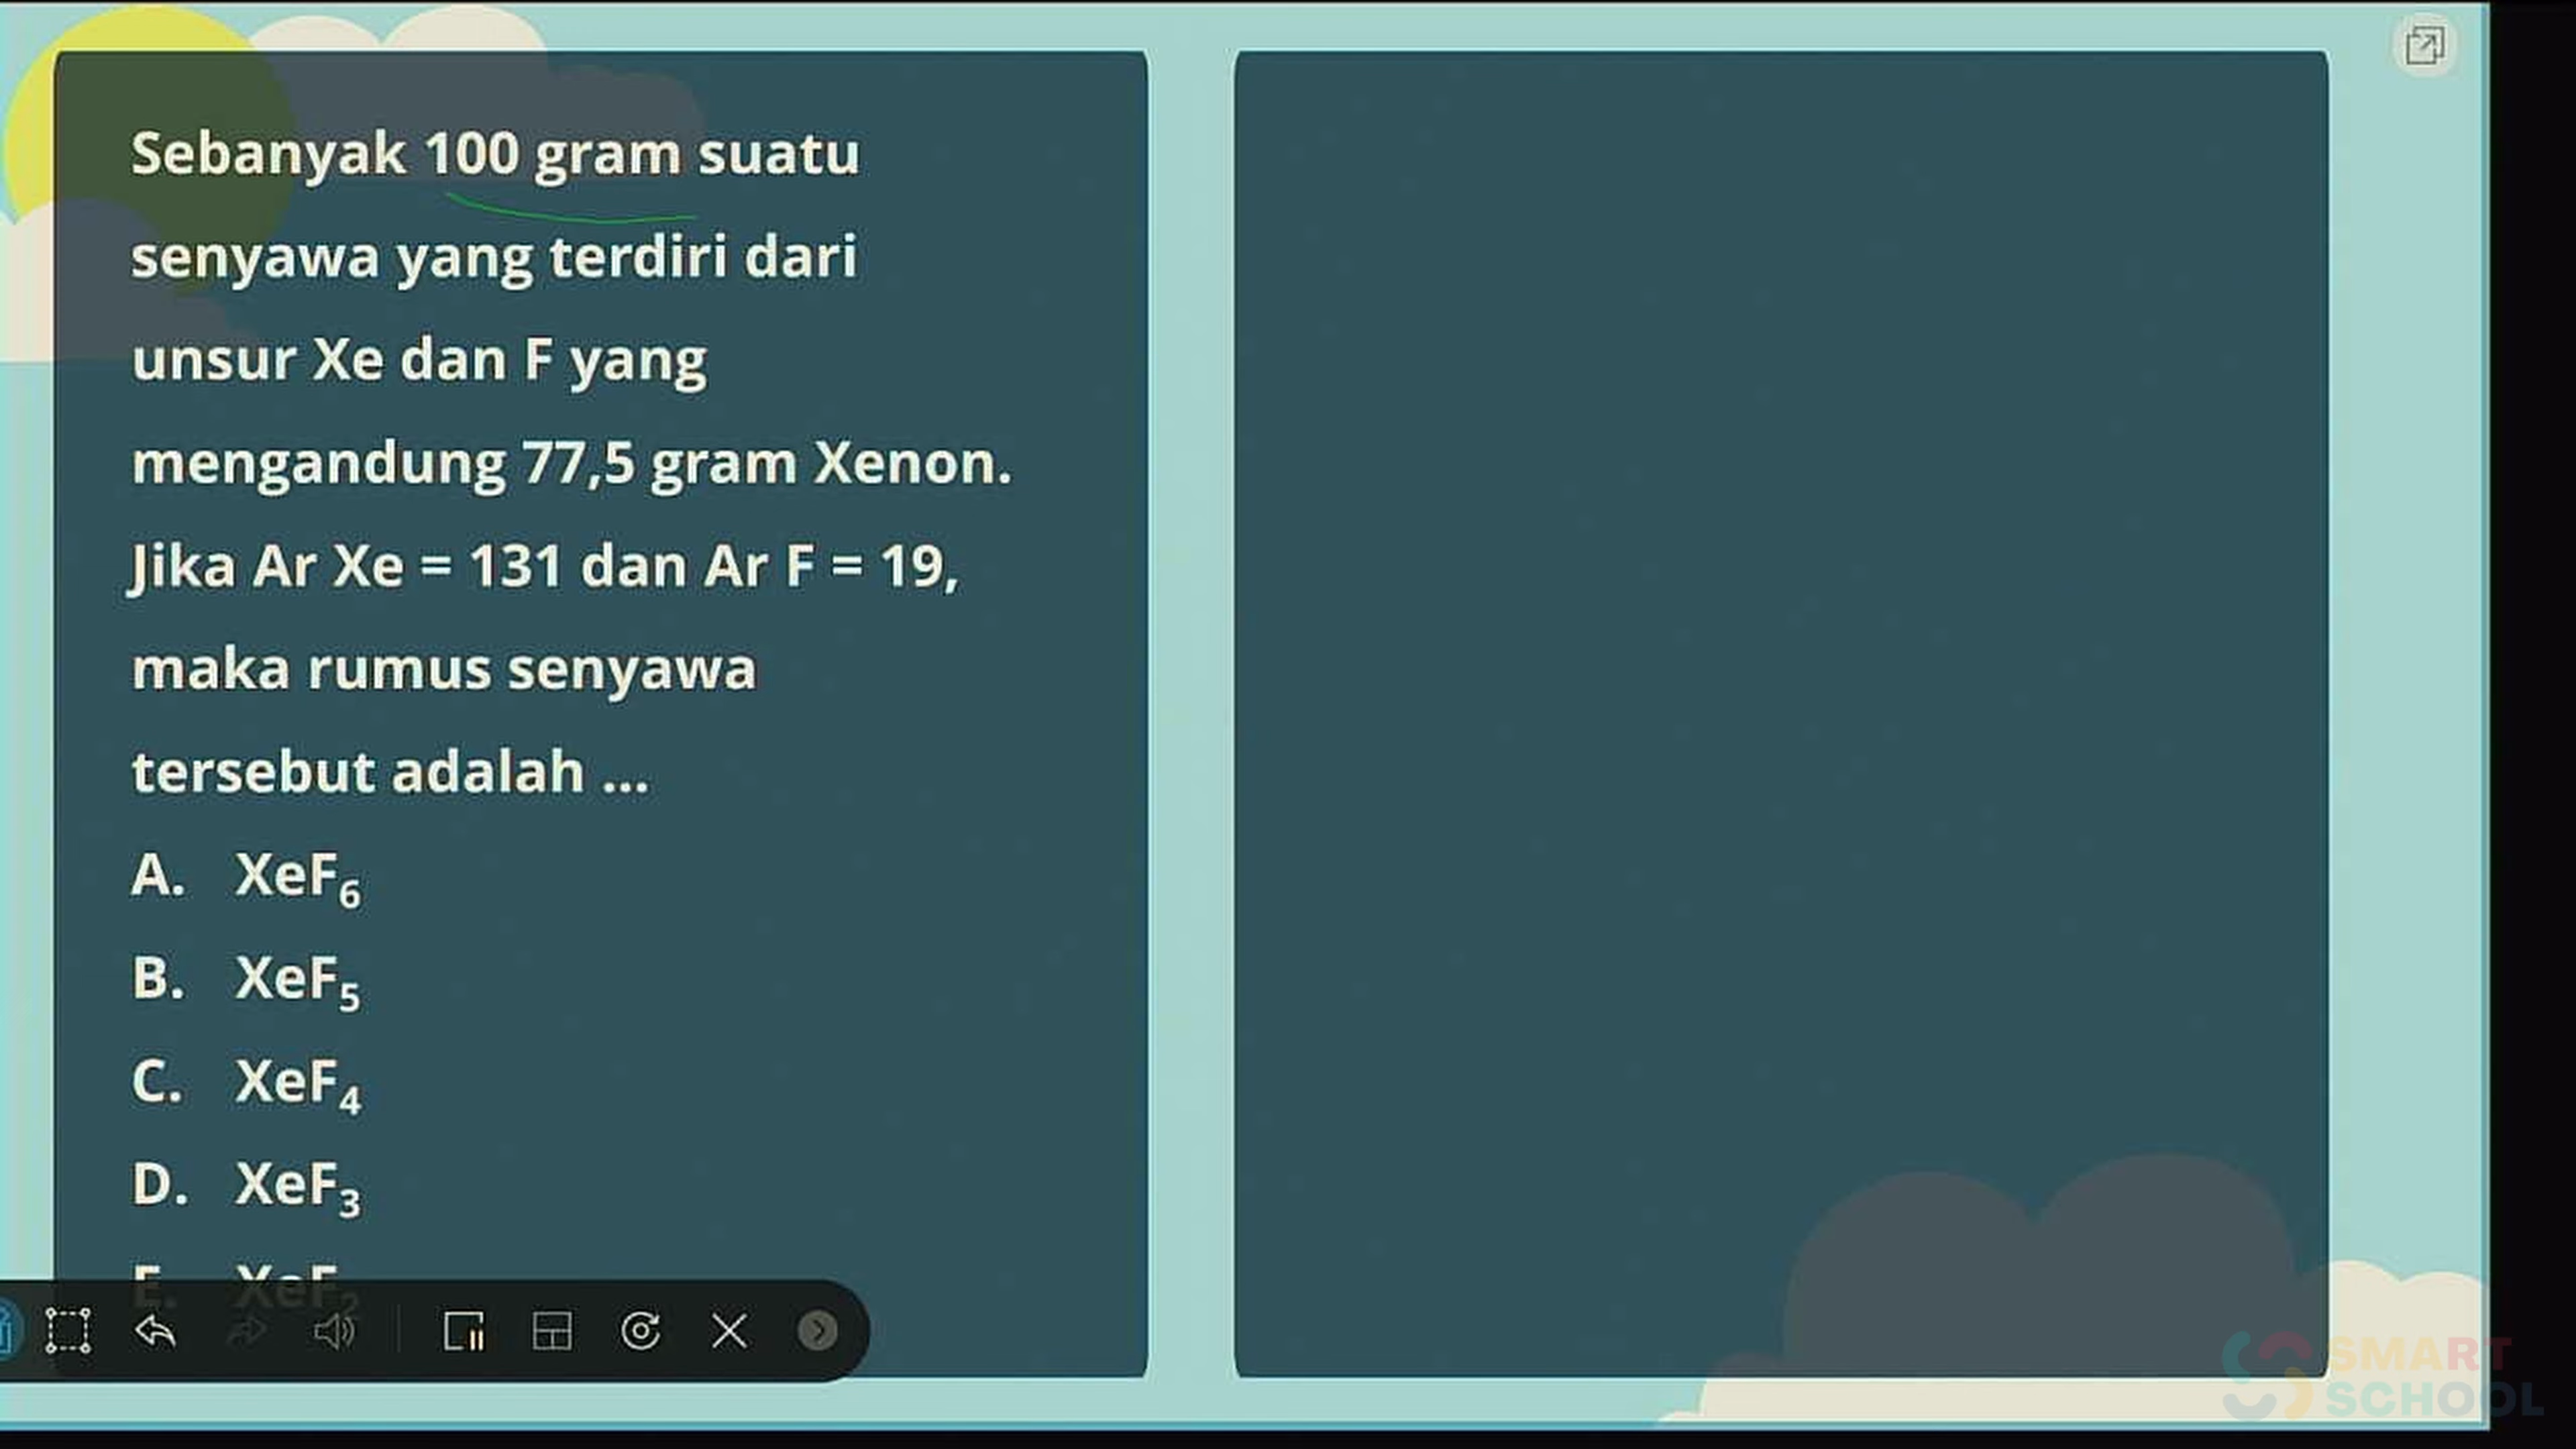 Sebanyak 100 gram suatu
senyawa yang terdiri dari
unsur Xe dan F yang
mengandung 77,5 gram Xenon.
Jika Ar Xe = 131 dan Ar F = 19,
maka rumus senyawa
tersebut adalah ...
A. XeF₆
B. XeF₅
C. XeF₄
D. XeF₃
E. XeF₂
SMART
SCHOOL